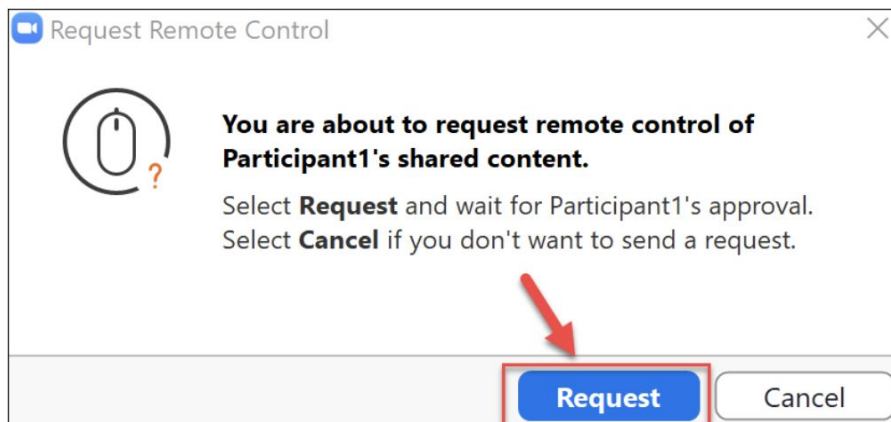 Request Remote Control
You are about to request remote control of
Participant1's shared content.
Select Request and wait for Participant1's approval.
Select Cancel if you don't want to send a request.
?
Request Cancel